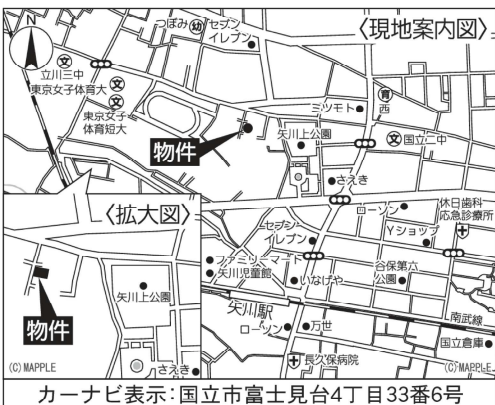 〈現地案内図〉
N
つぼみ 幼
セブン
イレブン
文
立川三中
東京女子体育大
文
文
東京女子
体育短大
ミツモト
育
西
物件
矢川上公園
文 国立二中
さえき
〈拡大図〉
ローソン
休日歯科
応急診療所
セブン
イレブン
Yショップ
ファミリーマート
矢川児童館
いなげや
谷保第六
公園
矢川上公園
物件
矢川駅
南武線
ローソン
万世
国立倉庫
さえき
長久保病院
(C)MAPPLE
(C)MAPPLE
カーナビ表示:国立市富士見台4丁目33番6号